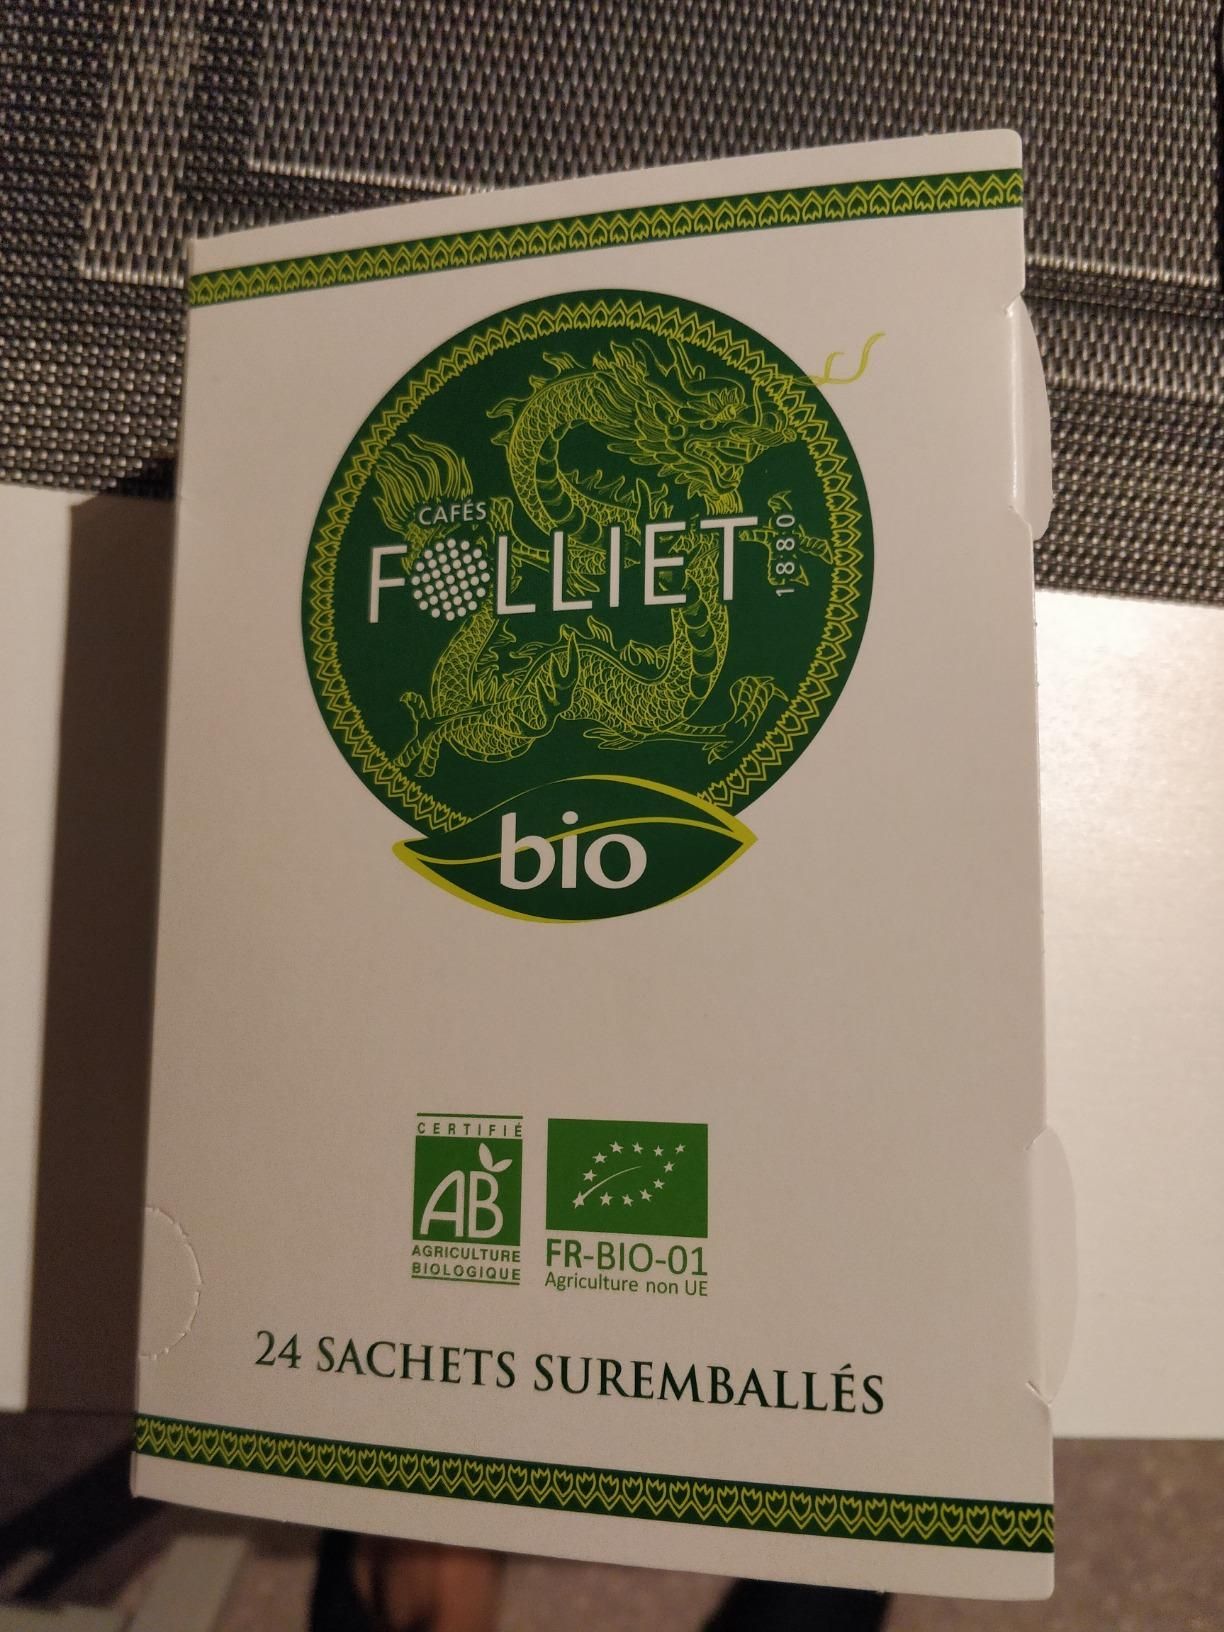 CAFÉS
FOLLIET
1880
bio
CERTIFIÉ
AB
AGRICULTURE
BIOLOGIQUE
FR-BIO-01
Agriculture non UE
24 SACHETS SUREMBALLÉS